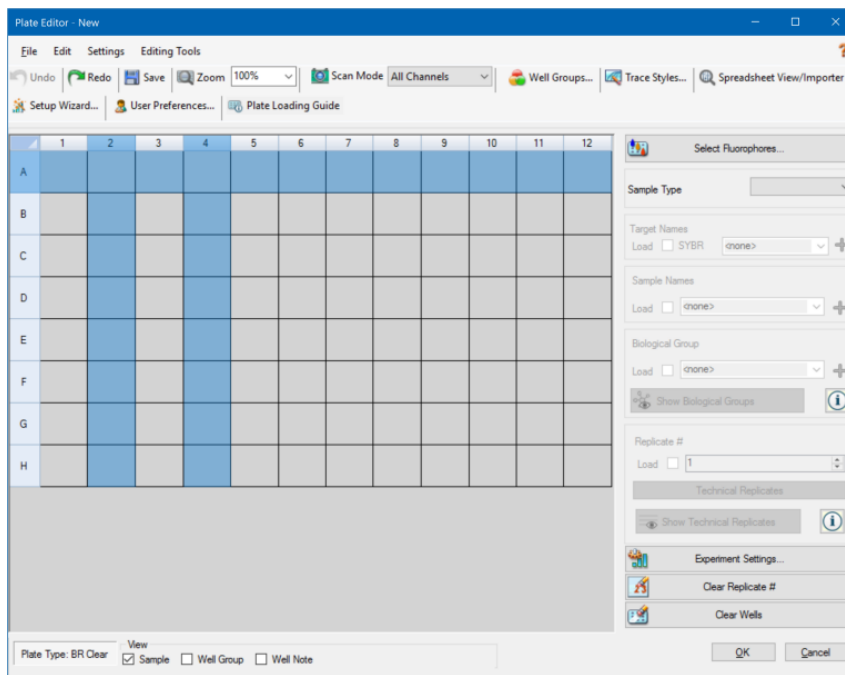 Plate Editor - New
File Edit Settings Editing Tools
Undo Redo Save Zoom 100% Scan Mode All Channels Well Groups... Trace Styles... Spreadsheet View/Importer
Setup Wizard... User Preferences... Plate Loading Guide
1 2 3 4 5 6 7 8 9 10 11 12
A
B
C
D
E
F
G
H
Select Fluorophores...
Sample Type
Target Names
Load SYBR <none>
Sample Names
Load <none>
Biological Group
Load <none>
Show Biological Groups
Replicate #
Load 1
Technical Replicates
Show Technical Replicates
Experiment Settings...
Clear Replicate #
Clear Wells
Plate Type: BR Clear
View
Sample Well Group Well Note
OK Cancel